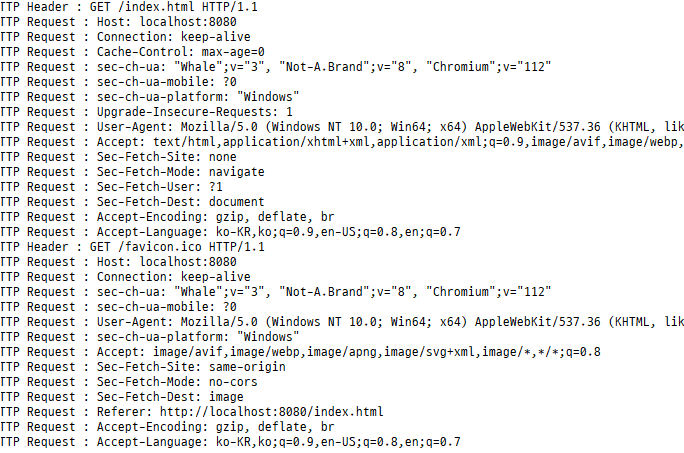 TTP Header : GET /index.html HTTP/1.1
TTP Request : Host: localhost:8080
TTP Request : Connection: keep-alive
TTP Request : Cache-Control: max-age=0
TTP Request : sec-ch-ua: "Whale";v="3", "Not-A.Brand";v="8", "Chromium";v="112"
TTP Request : sec-ch-ua-mobile: ?0
TTP Request : sec-ch-ua-platform: "Windows"
TTP Request : Upgrade-Insecure-Requests: 1
TTP Request : User-Agent: Mozilla/5.0 (Windows NT 10.0; Win64; x64) AppleWebKit/537.36 (KHTML, lik
TTP Request : Accept: text/html,application/xhtml+xml,application/xml;q=0.9,image/avif,image/webp,
TTP Request : Sec-Fetch-Site: none
TTP Request : Sec-Fetch-Mode: navigate
TTP Request : Sec-Fetch-User: ?1
TTP Request : Sec-Fetch-Dest: document
TTP Request : Accept-Encoding: gzip, deflate, br
TTP Request : Accept-Language: ko-KR,ko;q=0.9,en-US;q=0.8,en;q=0.7
TTP Header : GET /favicon.ico HTTP/1.1
TTP Request : Host: localhost:8080
TTP Request : Connection: keep-alive
TTP Request : sec-ch-ua: "Whale";v="3", "Not-A.Brand";v="8", "Chromium";v="112"
TTP Request : sec-ch-ua-mobile: ?0
TTP Request : User-Agent: Mozilla/5.0 (Windows NT 10.0; Win64; x64) AppleWebKit/537.36 (KHTML, lik
TTP Request : sec-ch-ua-platform: "Windows"
TTP Request : Accept: image/avif,image/webp,image/apng,image/svg+xml,image/*,*/*;q=0.8
TTP Request : Sec-Fetch-Site: same-origin
TTP Request : Sec-Fetch-Mode: no-cors
TTP Request : Sec-Fetch-Dest: image
TTP Request : Referer: http://localhost:8080/index.html
TTP Request : Accept-Encoding: gzip, deflate, br
TTP Request : Accept-Language: ko-KR,ko;q=0.9,en-US;q=0.8,en;q=0.7